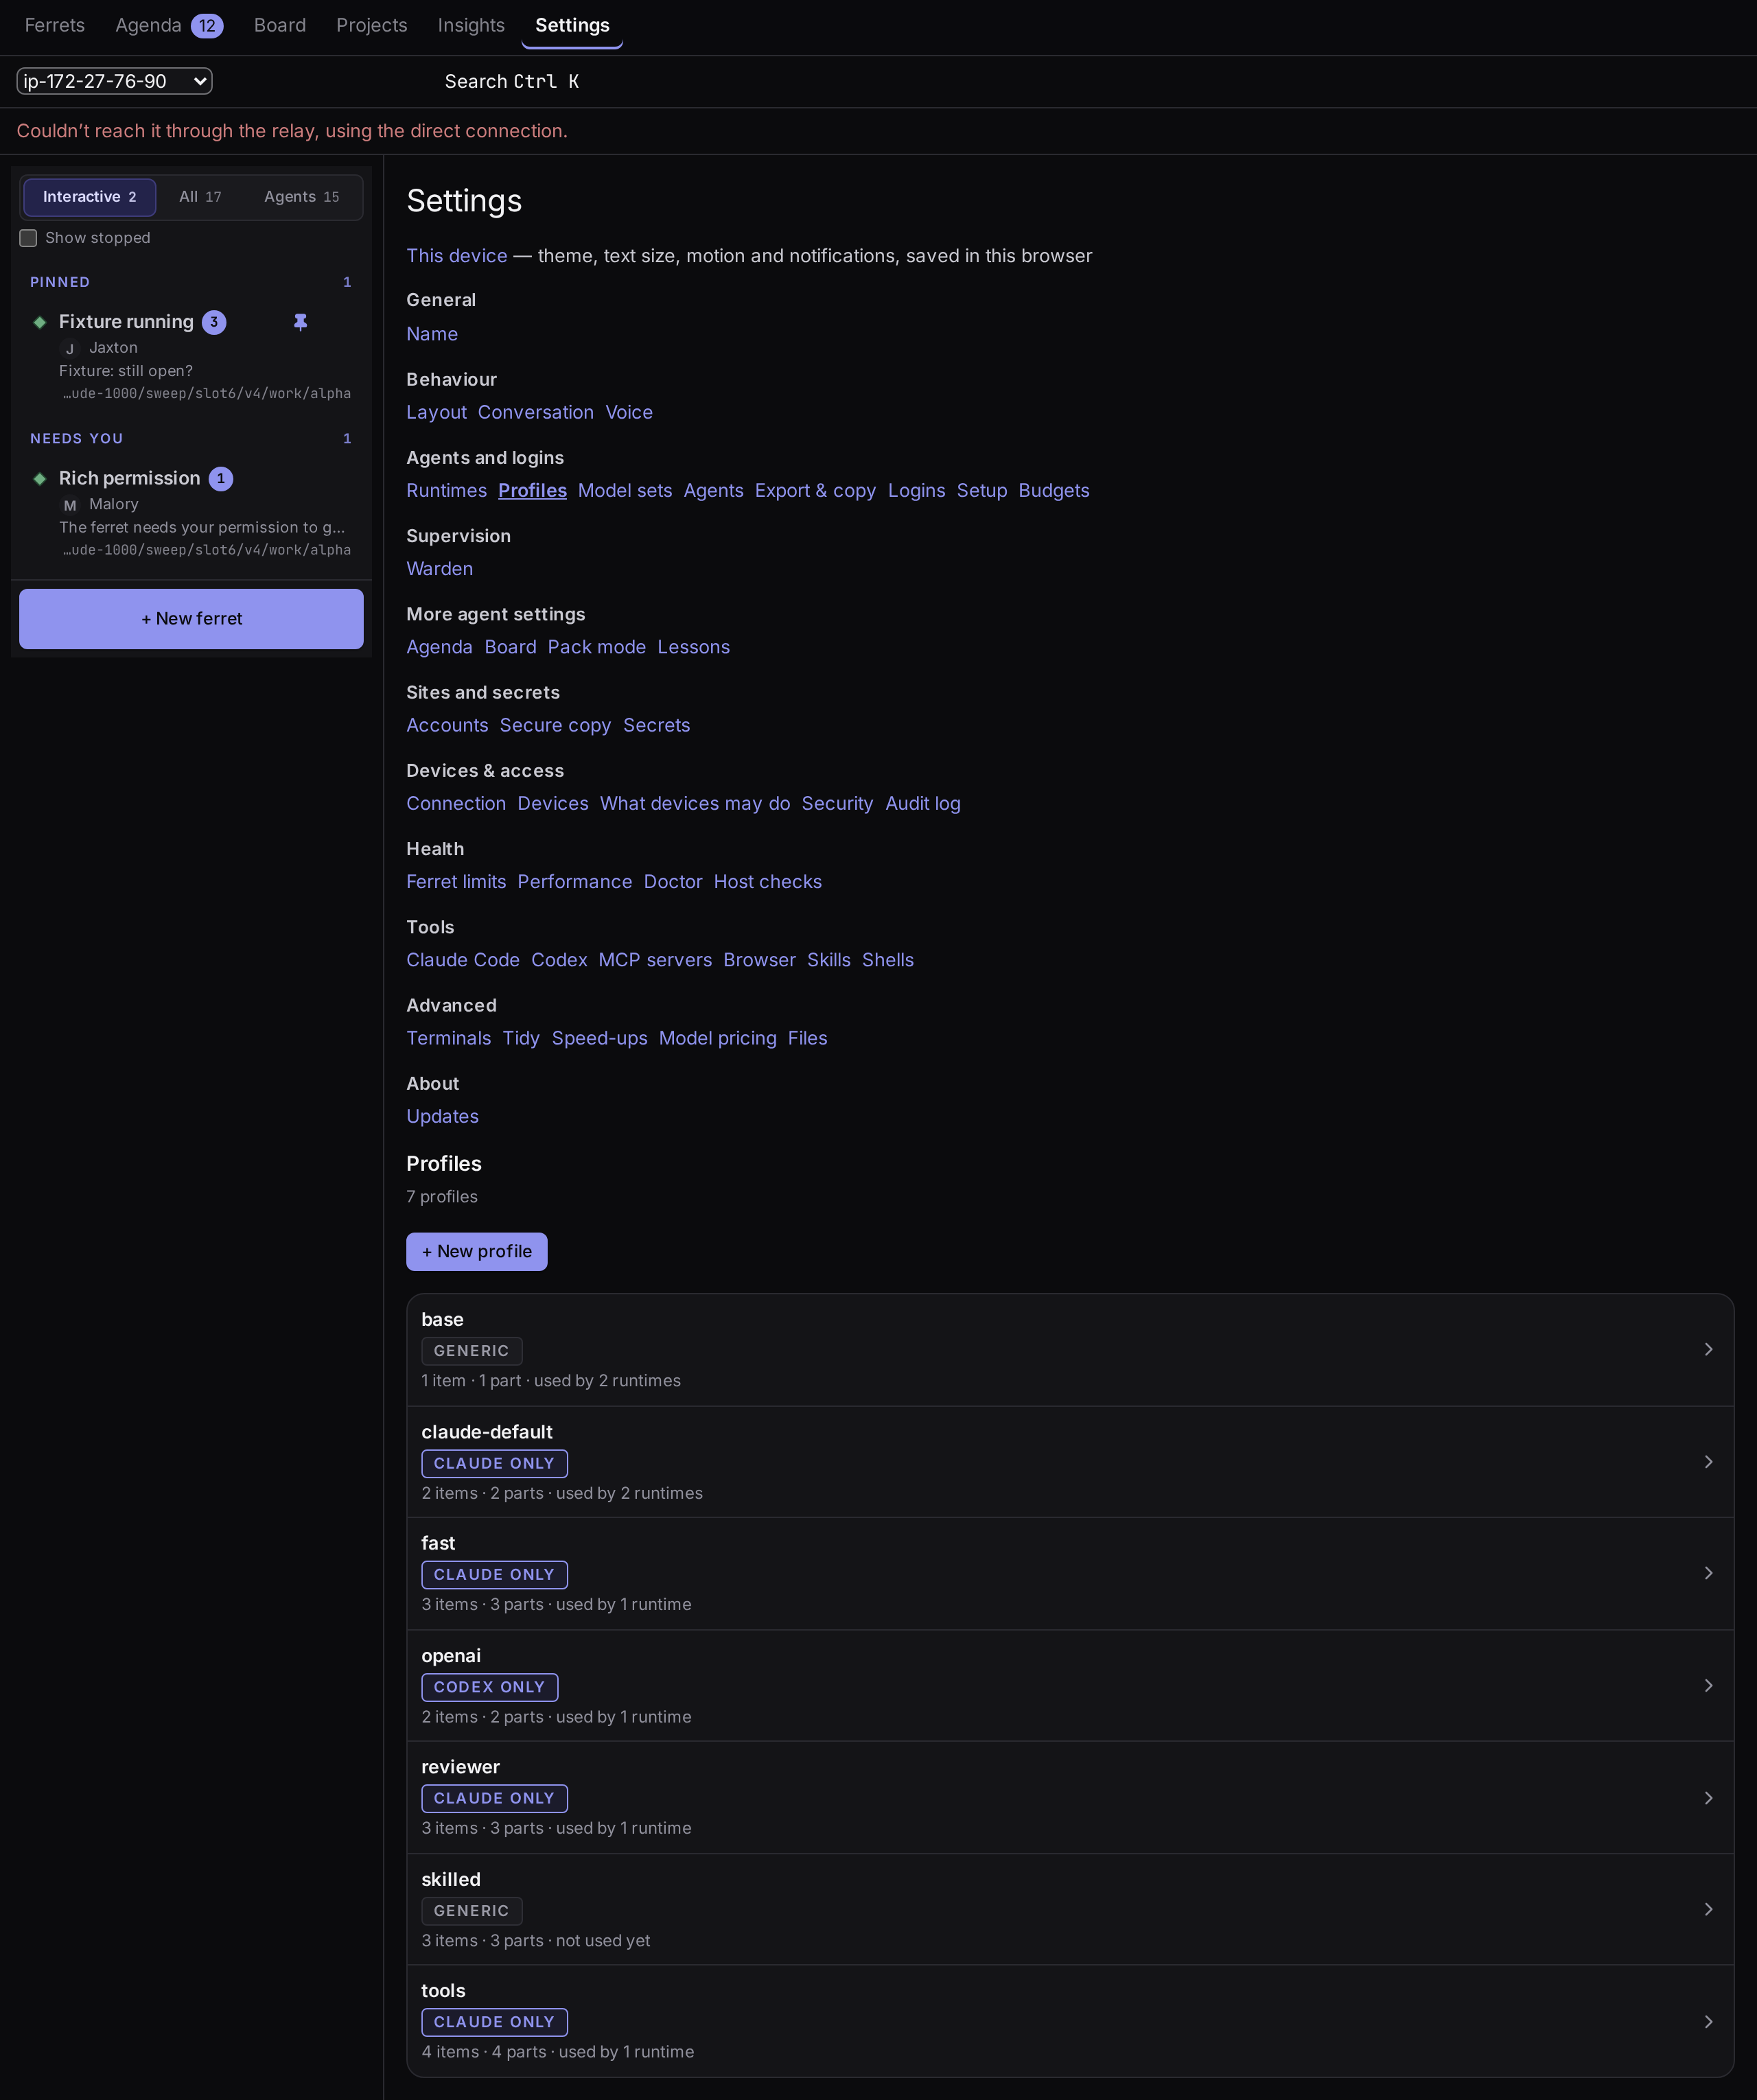 Ferrets Agenda 12 Board Projects Insights Settings
ip-172-27-76-90 Search Ctrl K
Couldn’t reach it through the relay, using the direct connection.
Interactive 2 All 17 Agents 15
Show stopped
PINNED 1
Fixture running 3
J Jaxton
Fixture: still open?
…ude-1000/sweep/slot6/v4/work/alpha
NEEDS YOU 1
Rich permission 1
M Malory
The ferret needs your permission to g…
…ude-1000/sweep/slot6/v4/work/alpha
+ New ferret
Settings
This device — theme, text size, motion and notifications, saved in this browser
General
Name
Behaviour
Layout Conversation Voice
Agents and logins
Runtimes Profiles Model sets Agents Export & copy Logins Setup Budgets
Supervision
Warden
More agent settings
Agenda Board Pack mode Lessons
Sites and secrets
Accounts Secure copy Secrets
Devices & access
Connection Devices What devices may do Security Audit log
Health
Ferret limits Performance Doctor Host checks
Tools
Claude Code Codex MCP servers Browser Skills Shells
Advanced
Terminals Tidy Speed-ups Model pricing Files
About
Updates
Profiles
7 profiles
+ New profile
base
GENERIC
1 item · 1 part · used by 2 runtimes
claude-default
CLAUDE ONLY
2 items · 2 parts · used by 2 runtimes
fast
CLAUDE ONLY
3 items · 3 parts · used by 1 runtime
openai
CODEX ONLY
2 items · 2 parts · used by 1 runtime
reviewer
CLAUDE ONLY
3 items · 3 parts · used by 1 runtime
skilled
GENERIC
3 items · 3 parts · not used yet
tools
CLAUDE ONLY
4 items · 4 parts · used by 1 runtime